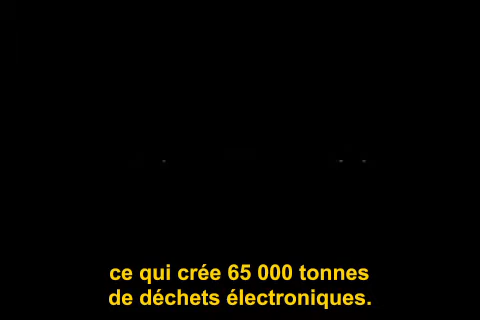 ce qui crée 65 000 tonnes
de déchets électroniques.